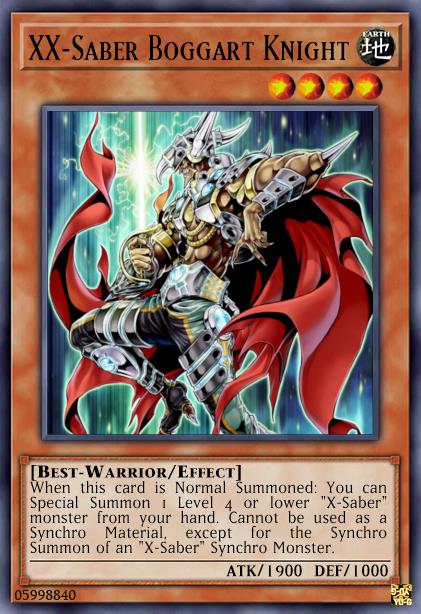 XX-Saber Boggart Knight
EARTH
地
[Best-Warrior/Effect]
When this card is Normal Summoned: You can
Special Summon 1 Level 4 or lower "X-Saber"
monster from your hand. Cannot be used as a
Synchro Material, except for the Synchro
Summon of an "X-Saber" Synchro Monster.
ATK/1900 DEF/1000
05998840